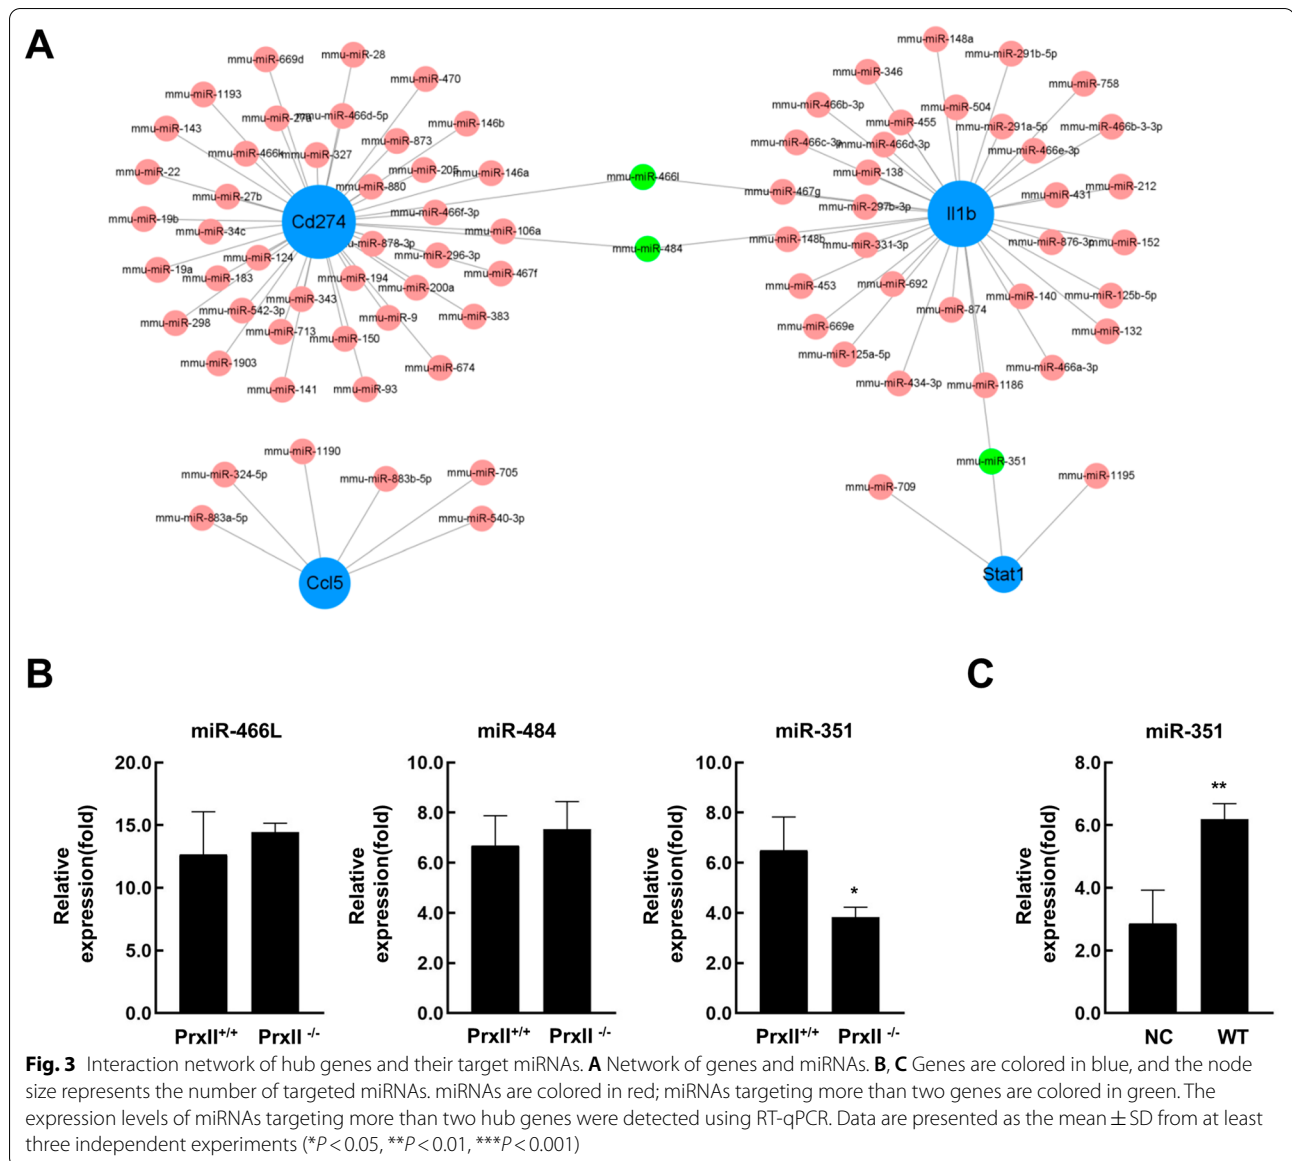 A
mmu-miR-669d
mmu-miR-28
mmu-miR-470
mmu-miR-1193
mmu-miR-466d-5p
mmu-miR-143
mmu-miR-146b
mmu-miR-873
mmu-miR-466k
mmu-miR-327
mmu-miR-22
mmu-miR-205
mmu-miR-146a
mmu-miR-880
mmu-miR-27b
Cd274
mmu-miR-466f-3p
mmu-miR-19b
mmu-miR-34c
mmu-miR-106a
mmu-miR-878-3p
mmu-miR-296-3p
mmu-miR-124
mmu-miR-19a
mmu-miR-183
mmu-miR-194
mmu-miR-467f
mmu-miR-200a
mmu-miR-343
mmu-miR-542-3p
mmu-miR-298
mmu-miR-713
mmu-miR-9
mmu-miR-383
mmu-miR-150
mmu-miR-1903
mmu-miR-674
mmu-miR-141
mmu-miR-93
mmu-miR-466l
mmu-miR-484
mmu-miR-148a
mmu-miR-291b-5p
mmu-miR-346
mmu-miR-758
mmu-miR-466b-3p
mmu-miR-504
mmu-miR-455
mmu-miR-291a-5p
mmu-miR-466b-3-3p
mmu-miR-466c-3p
mmu-miR-466d-3p
mmu-miR-466e-3p
mmu-miR-138
mmu-miR-467g
mmu-miR-431
mmu-miR-212
mmu-miR-297b-3p
Il1b
mmu-miR-148b
mmu-miR-331-3p
mmu-miR-876-3p
mmu-miR-152
mmu-miR-453
mmu-miR-692
mmu-miR-140
mmu-miR-125b-5p
mmu-miR-874
mmu-miR-669e
mmu-miR-132
mmu-miR-125a-5p
mmu-miR-466a-3p
mmu-miR-434-3p
mmu-miR-1186
mmu-miR-1190
mmu-miR-324-5p
mmu-miR-883b-5p
mmu-miR-705
mmu-miR-883a-5p
mmu-miR-540-3p
Ccl5
mmu-miR-351
mmu-miR-709
mmu-miR-1195
Stat1
B
miR-466L
Relative
expression(fold)
20.0
15.0
10.0
5.0
0.0
PrxII+/+
PrxII -/-
miR-484
Relative
expression(fold)
10.0
8.0
6.0
4.0
2.0
0.0
PrxII+/+
PrxII -/-
miR-351
Relative
expression(fold)
10.0
8.0
6.0
4.0
2.0
0.0
*
PrxII+/+
PrxII -/-
C
miR-351
Relative
expression(fold)
8.0
6.0
4.0
2.0
0.0
**
NC
WT
Fig. 3 Interaction network of hub genes and their target miRNAs. A Network of genes and miRNAs. B, C Genes are colored in blue, and the node
size represents the number of targeted miRNAs. miRNAs are colored in red; miRNAs targeting more than two genes are colored in green. The
expression levels of miRNAs targeting more than two hub genes were detected using RT-qPCR. Data are presented as the mean ± SD from at least
three independent experiments (*P < 0.05, **P < 0.01, ***P < 0.001)